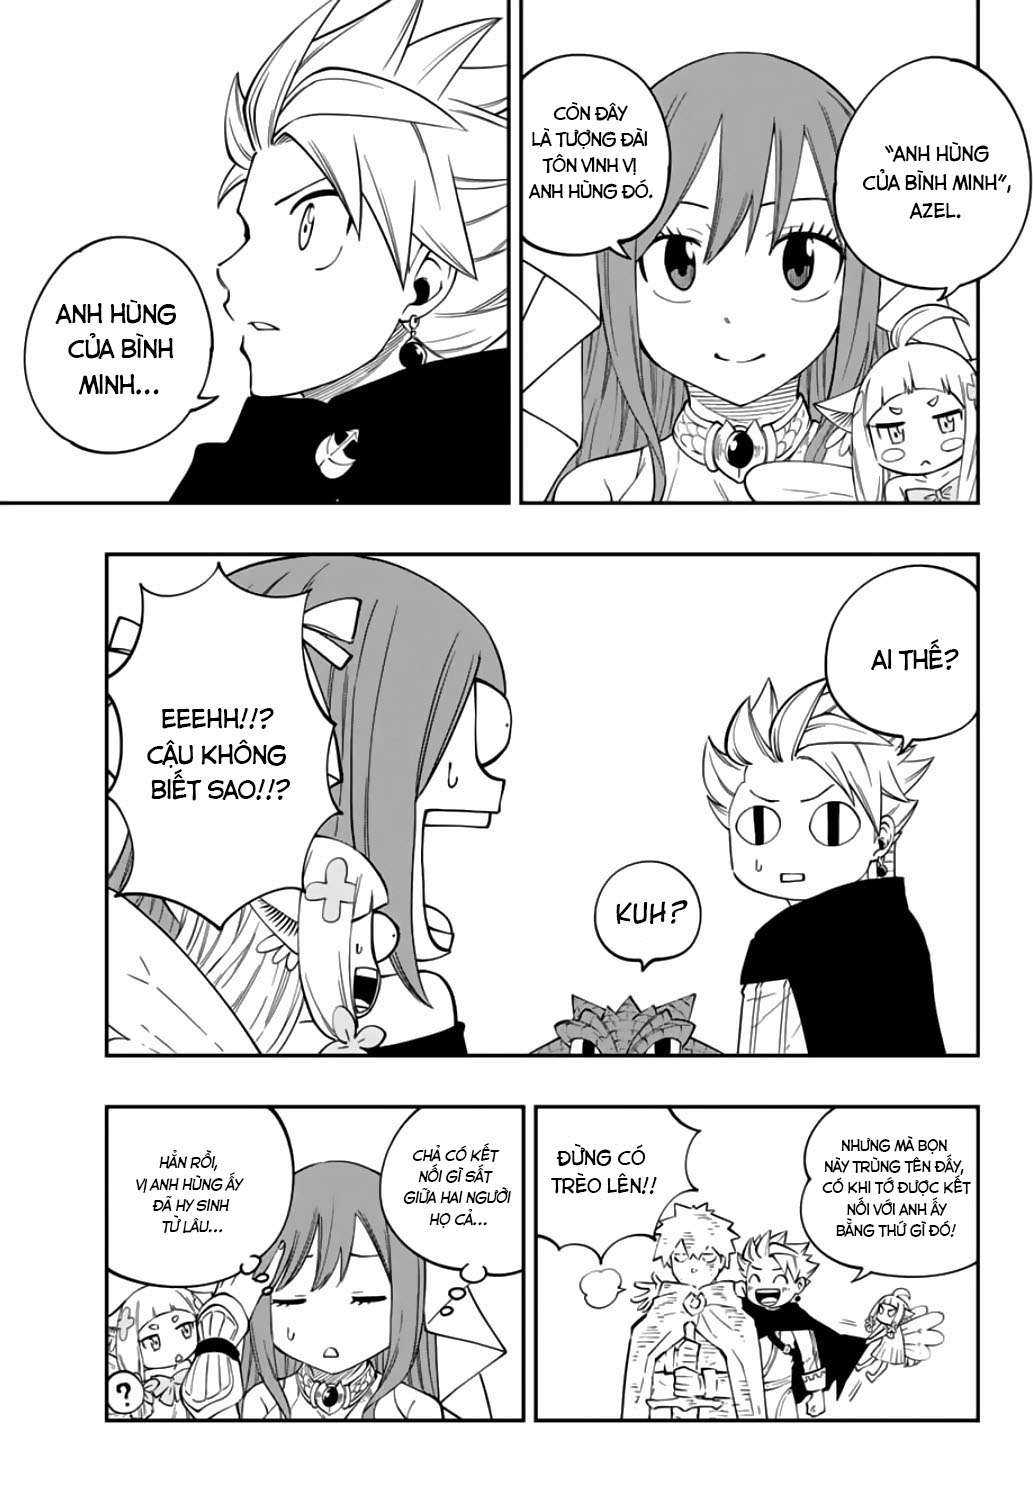 "ANH HÙNG
CỦA BÌNH MINH",
AZEL.
CÒN ĐÂY
LÀ TƯỢNG ĐÀI
TÔN VINH VỊ
ANH HÙNG ĐÓ.
ANH HÙNG
CỦA BÌNH
MINH...
AI THẾ?
KUH?
EEEHH!!?
CẬU KHÔNG
BIẾT SAO!!?
NHƯNG MÀ BỌN
NÀY TRÙNG TÊN ĐẤY,
CÓ KHI TỚ ĐƯỢC KẾT
NỐI VỚI ANH ẤY
BẰNG THỨ GÌ ĐÓ!
ĐỪNG CÓ
TRÈO LÊN!!
CHẢ CÓ KẾT
NỐI GÌ SẤT
GIỮA HAI NGƯỜI
HỌ CẢ...
HẲN RỒI,
VỊ ANH HÙNG ẤY
ĐÃ HY SINH
TỪ LÂU...
?